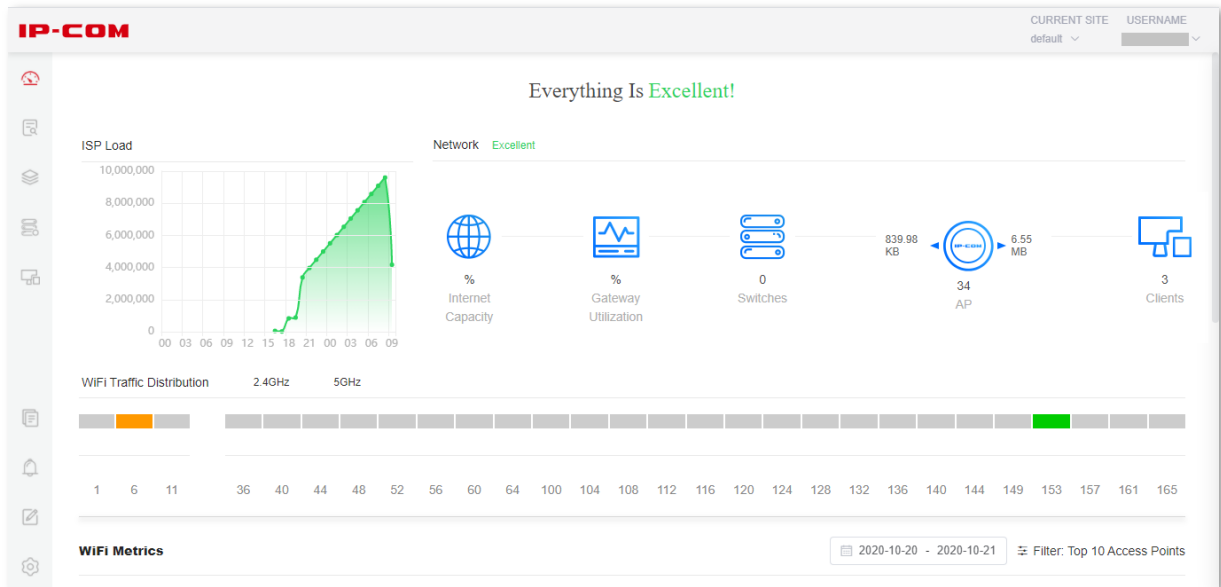 IP-COM
CURRENT SITE USERNAME
default
Everything Is Excellent!
ISP Load
Network Excellent
10,000,000
8,000,000
6,000,000
4,000,000
2,000,000
0
00 03 06 09 12 15 18 21 00 03 06 09
839.98
KB
IP-COM
6.55
MB
%
Internet
Capacity
%
Gateway
Utilization
0
Switches
34
AP
3
Clients
WiFi Traffic Distribution 2.4GHz 5GHz
1 6 11 36 40 44 48 52 56 60 64 100 104 108 112 116 120 124 128 132 136 140 144 149 153 157 161 165
WiFi Metrics
2020-10-20 - 2020-10-21
Filter: Top 10 Access Points